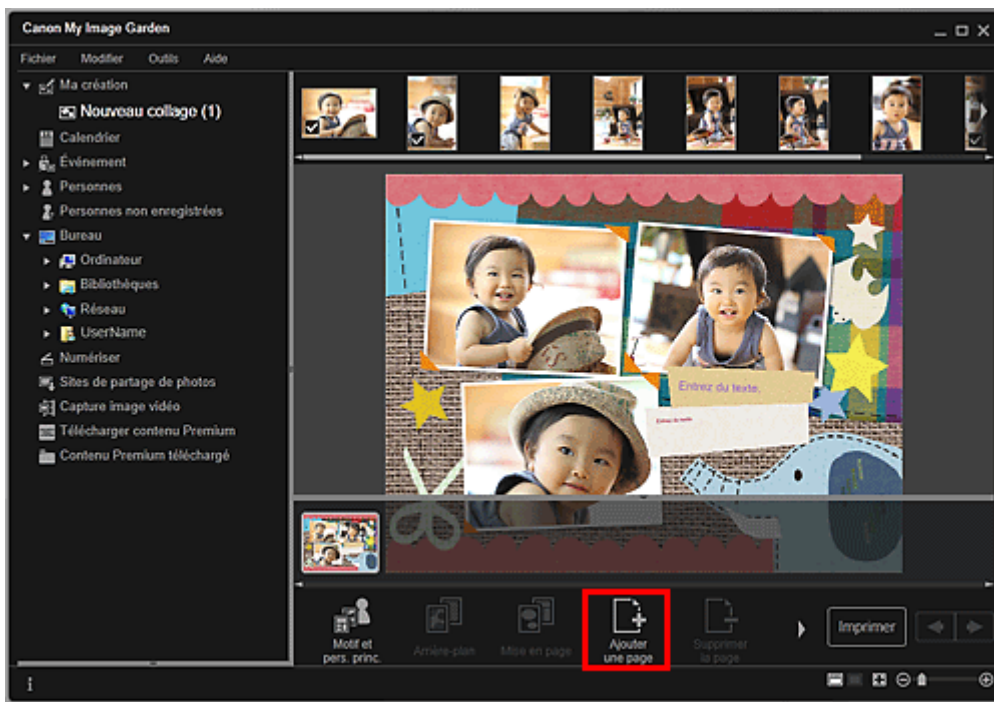 Canon My Image Garden
Fichier Modifier Outils Aide
Ma création
Nouveau collage (1)
Calendrier
Événement
Personnes
Personnes non enregistrées
Bureau
Ordinateur
Bibliothèques
Réseau
UserName
Numériser
Sites de partage de photos
Capture image vidéo
Télécharger contenu Premium
Contenu Premium téléchargé
Entrez du texte.
Entrez du texte.
Motif et
pers. princ.
Arrière-plan
Mise en page
Ajouter
une page
Supprimer
la page
Imprimer